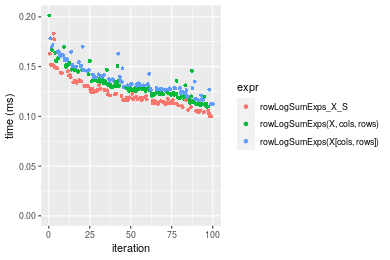 0.20
0.15
0.10
0.05
0.00
time (ms)
0
25
50
75
100
iteration
expr
rowLogSumExps_X_S
rowLogSumExps(X, cols, rows)
rowLogSumExps(X[cols, rows])